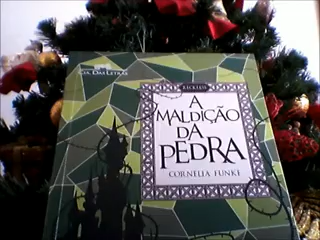 CIA. DAS LETRAS
RECKLESS
A
MALDIÇÃO
DA
PEDRA
CORNELIA FUNKE